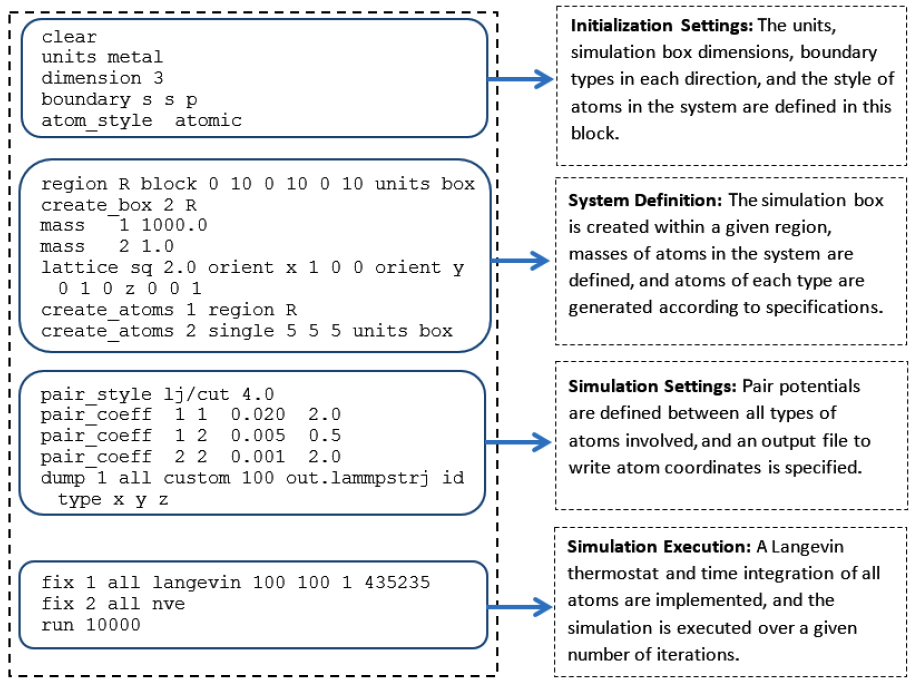 clear
units metal
dimension 3
boundary s s p
atom_style  atomic
Initialization Settings: The units,
simulation box dimensions, boundary
types in each direction, and the style of
atoms in the system are defined in this
block.
region R block 0 10 0 10 0 10 units box
create_box 2 R
mass   1 1000.0
mass   2 1.0
lattice sq 2.0 orient x 1 0 0 orient y
0 1 0 z 0 0 1
create_atoms 1 region R
create_atoms 2 single 5 5 5 units box
System Definition: The simulation box
is created within a given region,
masses of atoms in the system are
defined, and atoms of each type are
generated according to specifications.
pair_style lj/cut 4.0
pair_coeff  1 1  0.020  2.0
pair_coeff  1 2  0.005  0.5
pair_coeff  2 2  0.001  2.0
dump 1 all custom 100 out.lammpstrj id
type x y z
Simulation Settings: Pair potentials
are defined between all types of
atoms involved, and an output file to
write atom coordinates is specified.
fix 1 all langevin 100 100 1 435235
fix 2 all nve
run 10000
Simulation Execution: A Langevin
thermostat and time integration of all
atoms are implemented, and the
simulation is executed over a given
number of iterations.